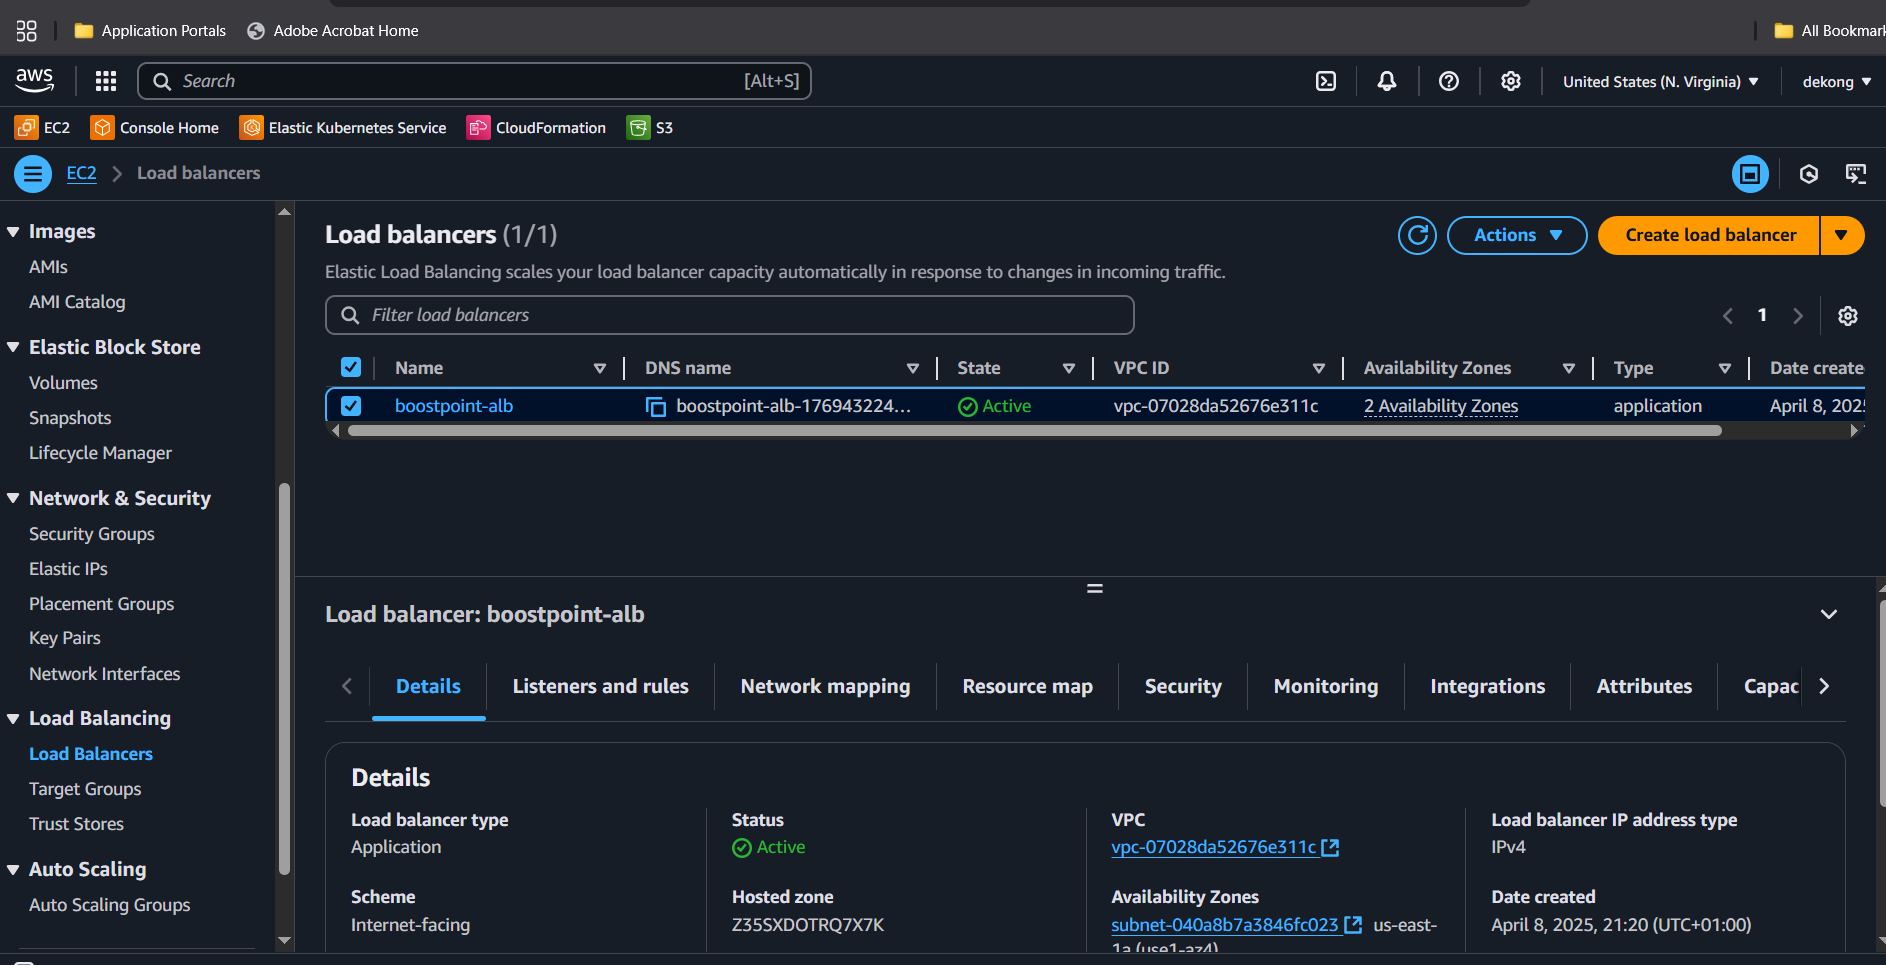 Application Portals
Adobe Acrobat Home
All Bookmark
aws
Search
[Alt+S]
United States (N. Virginia)
dekong
EC2
Console Home
Elastic Kubernetes Service
CloudFormation
S3
EC2
Load balancers
Images
AMIs
AMI Catalog
Elastic Block Store
Volumes
Snapshots
Lifecycle Manager
Network & Security
Security Groups
Elastic IPs
Placement Groups
Key Pairs
Network Interfaces
Load Balancing
Load Balancers
Target Groups
Trust Stores
Auto Scaling
Auto Scaling Groups
Load balancers (1/1)
Actions
Create load balancer
Elastic Load Balancing scales your load balancer capacity automatically in response to changes in incoming traffic.
Filter load balancers
1
Name
DNS name
State
VPC ID
Availability Zones
Type
Date create
boostpoint-alb
boostpoint-alb-176943224...
Active
vpc-07028da52676e311c
2 Availability Zones
application
April 8, 202
Load balancer: boostpoint-alb
Details
Listeners and rules
Network mapping
Resource map
Security
Monitoring
Integrations
Attributes
Capac
Details
Load balancer type
Application
Status
Active
VPC
vpc-07028da52676e311c
Load balancer IP address type
IPv4
Scheme
Internet-facing
Hosted zone
Z35SXDOTRQ7X7K
Availability Zones
subnet-040a8b7a3846fc023 us-east-
1a (use1-az4)
Date created
April 8, 2025, 21:20 (UTC+01:00)